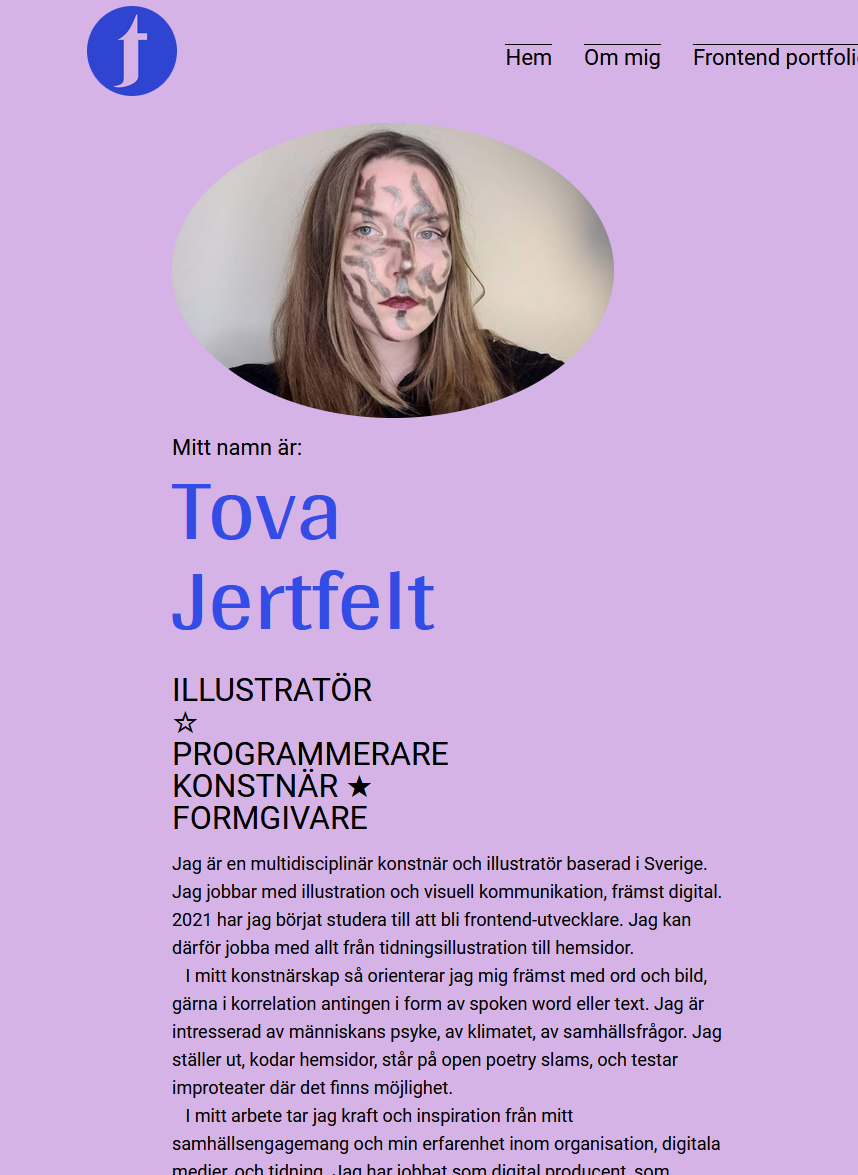 t
Hem Om mig Frontend
Mitt namn är:
Tova
Jertfelt
ILLUSTRATÖR
☆
PROGRAMMERARE
KONSTNÄR ★
FORMGIVARE
Jag är en multidisciplinär konstnär och illustratör baserad i Sverige.
Jag jobbar med illustration och visuell kommunikation, främst digital.
2021 har jag börjat studera till att bli frontend-utvecklare. Jag kan
därför jobba med allt från tidningsillustration till hemsidor.
I mitt konstnärskap så orienterar jag mig främst med ord och bild,
gärna i korrelation antingen i form av spoken word eller text. Jag är
intresserad av människans psyke, av klimatet, av samhällsfrågor. Jag
ställer ut, kodar hemsidor, står på open poetry slams, och testar
improteater där det finns möjlighet.
I mitt arbete tar jag kraft och inspiration från mitt
samhällsengagemang och min erfarenhet inom organisation, digitala
medier, och tidning. Jag har jobbat som digital producent, som